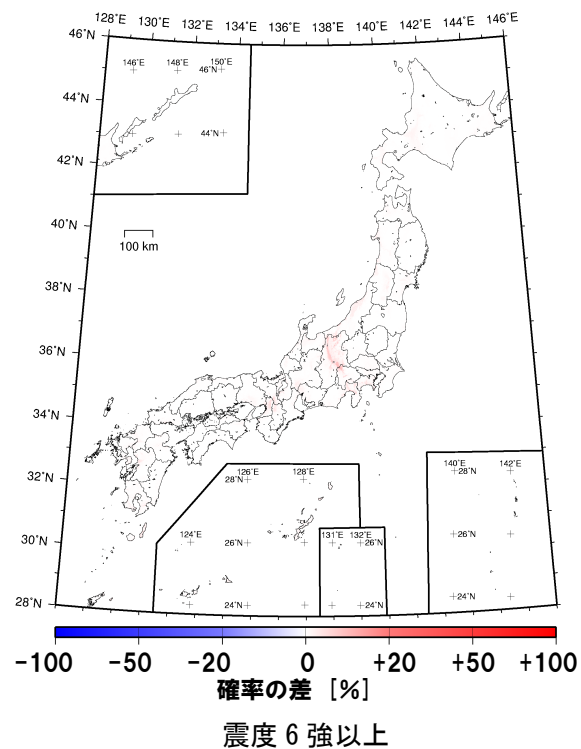 128˚E 130˚E 132˚E 134˚E 136˚E 138˚E 140˚E 142˚E 144˚E 146˚E
46˚N
146˚E 148˚E 150˚E
46˚N
44˚N
44˚N
42˚N
40˚N
100 km
38˚N
36˚N
34˚N
32˚N
126˚E 128˚E
28˚N
140˚E 142˚E
28˚N
30˚N
124˚E
26˚N
131˚E 132˚E
26˚N
26˚N
28˚N
24˚N
24˚N
24˚N
-100 -50 -20 0 +20 +50 +100
確率の差 [%]
震度6強以上